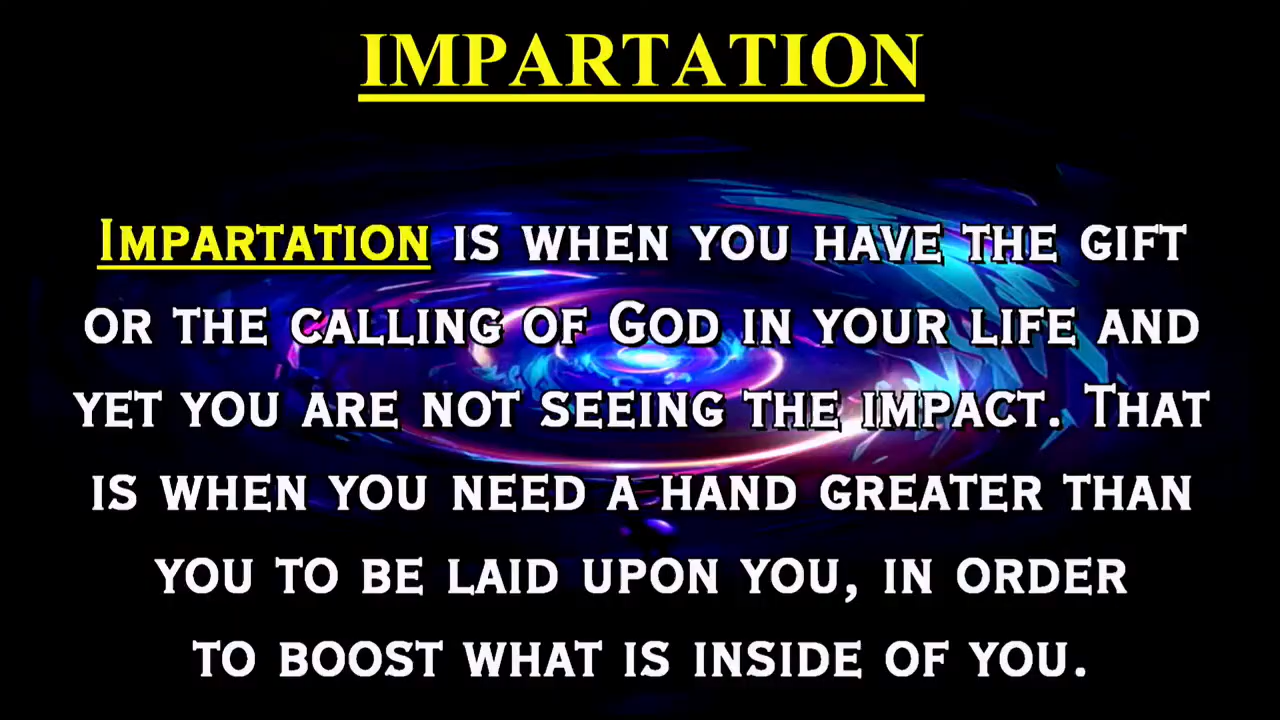 IMPARTATION
IMPARTATION IS WHEN YOU HAVE THE GIFT
OR THE CALLING OF GOD IN YOUR LIFE AND
YET YOU ARE NOT SEEING THE IMPACT. THAT
IS WHEN YOU NEED A HAND GREATER THAN
YOU TO BE LAID UPON YOU, IN ORDER
TO BOOST WHAT IS INSIDE OF YOU.